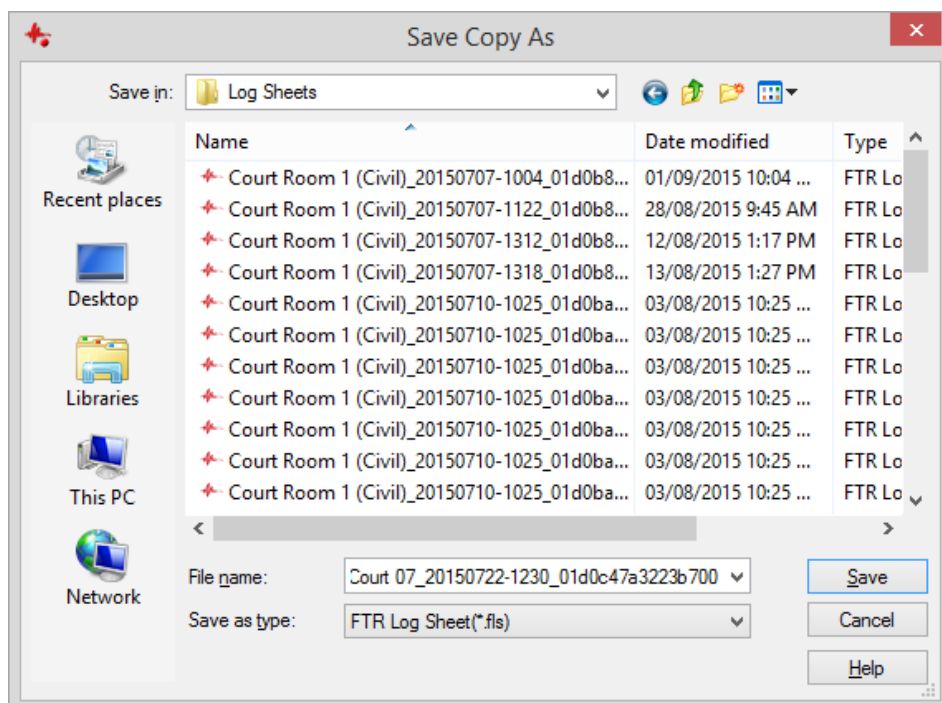 Save Copy As
Save in: Log Sheets
Name Date modified Type
Court Room 1 (Civil)_20150707-1004_01d0b8... 01/09/2015 10:04 ... FTR Lo
Court Room 1 (Civil)_20150707-1122_01d0b8... 28/08/2015 9:45 AM FTR Lo
Court Room 1 (Civil)_20150707-1312_01d0b8... 12/08/2015 1:17 PM FTR Lo
Court Room 1 (Civil)_20150707-1318_01d0b8... 13/08/2015 1:27 PM FTR Lo
Court Room 1 (Civil)_20150710-1025_01d0ba... 03/08/2015 10:25 ... FTR Lo
Court Room 1 (Civil)_20150710-1025_01d0ba... 03/08/2015 10:25 ... FTR Lo
Court Room 1 (Civil)_20150710-1025_01d0ba... 03/08/2015 10:25 ... FTR Lo
Court Room 1 (Civil)_20150710-1025_01d0ba... 03/08/2015 10:25 ... FTR Lo
Court Room 1 (Civil)_20150710-1025_01d0ba... 03/08/2015 10:25 ... FTR Lo
Court Room 1 (Civil)_20150710-1025_01d0ba... 03/08/2015 10:25 ... FTR Lo
Court Room 1 (Civil)_20150710-1025_01d0ba... 03/08/2015 10:25 ... FTR Lo
Recent places
Desktop
Libraries
This PC
Network
File name: Court 07_20150722-1230_01d0c47a3223b700 Save
Save as type: FTR Log Sheet(*.fls) Cancel
Help